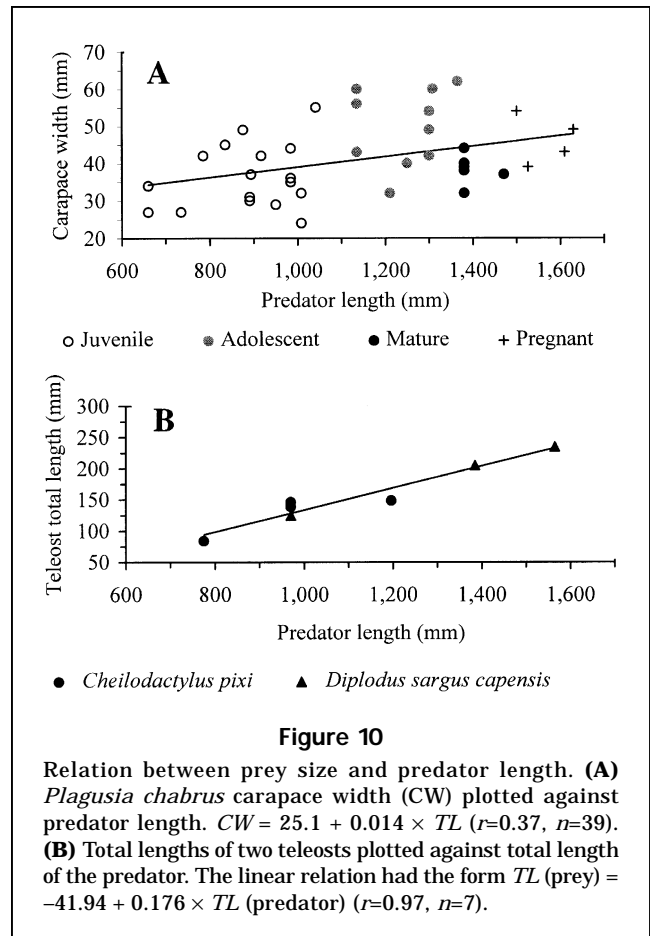 70
60
50
40
30
20
Carapace width (mm)
A
600 800 1,000 1,200 1,400 1,600
Predator length (mm)
Juvenile Adolescent Mature + Pregnant
300
250
200
150
100
50
Teleost total length (mm)
B
600 800 1,000 1,200 1,400 1,600
Predator length (mm)
Cheilodactylus pixi Diplodus sargus capensis
Figure 10
Relation between prey size and predator length. (A)
Plagusia chabrus carapace width (CW) plotted against
predator length. CW = 25.1 + 0.014 × TL (r=0.37, n=39).
(B) Total lengths of two teleosts plotted against total length
of the predator. The linear relation had the form TL (prey) =
–41.94 + 0.176 × TL (predator) (r=0.97, n=7).